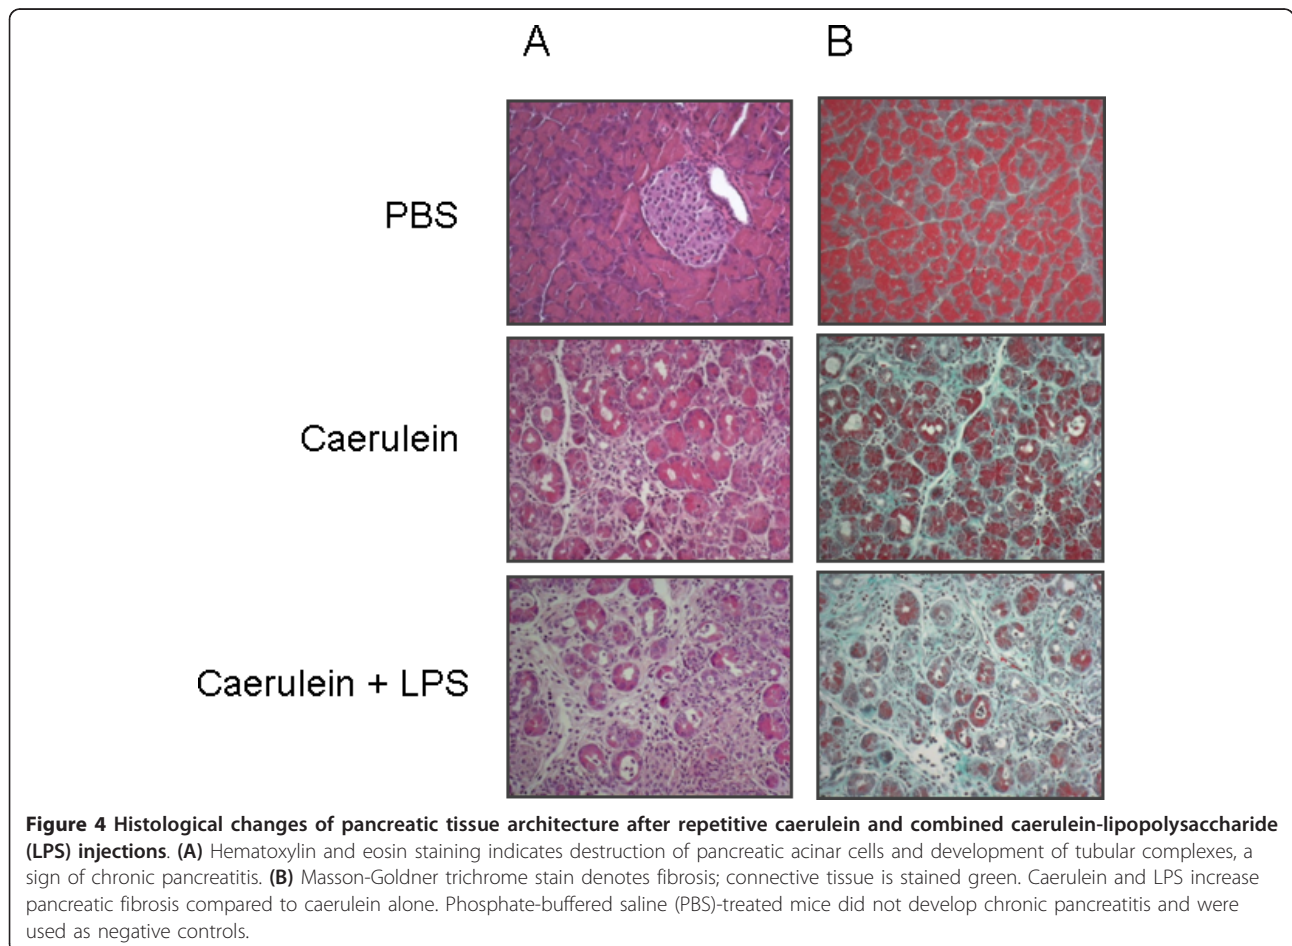 A
B
PBS
Caerulein
Caerulein + LPS
Figure 4 Histological changes of pancreatic tissue architecture after repetitive caerulein and combined caerulein-lipopolysaccharide
(LPS) injections. (A) Hematoxylin and eosin staining indicates destruction of pancreatic acinar cells and development of tubular complexes, a
sign of chronic pancreatitis. (B) Masson-Goldner trichrome stain denotes fibrosis; connective tissue is stained green. Caerulein and LPS increase
pancreatic fibrosis compared to caerulein alone. Phosphate-buffered saline (PBS)-treated mice did not develop chronic pancreatitis and were
used as negative controls.